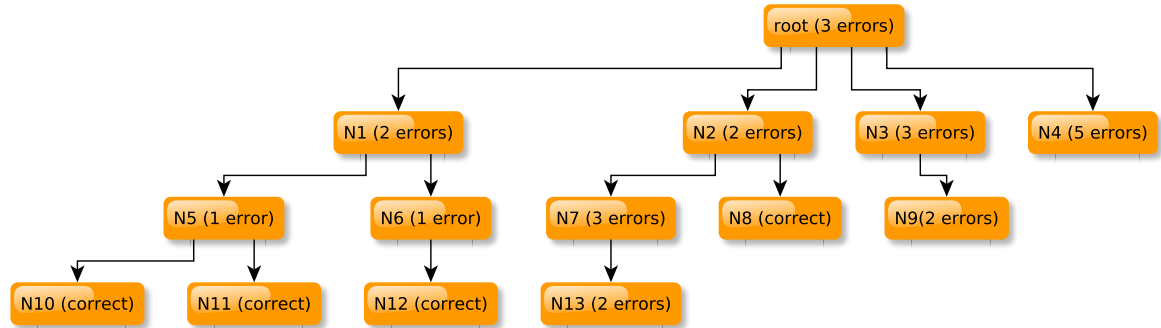 root (3 errors)
N1 (2 errors)
N2 (2 errors)
N3 (3 errors)
N4 (5 errors)
N5 (1 error)
N6 (1 error)
N7 (3 errors)
N8 (correct)
N9(2 errors)
N10 (correct)
N11 (correct)
N12 (correct)
N13 (2 errors)